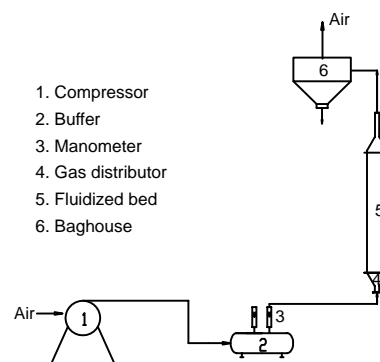 Air
6
1. Compressor
2. Buffer
3. Manometer
4. Gas distributor
5. Fluidized bed
6. Baghouse
5
4
3
Air
1
2